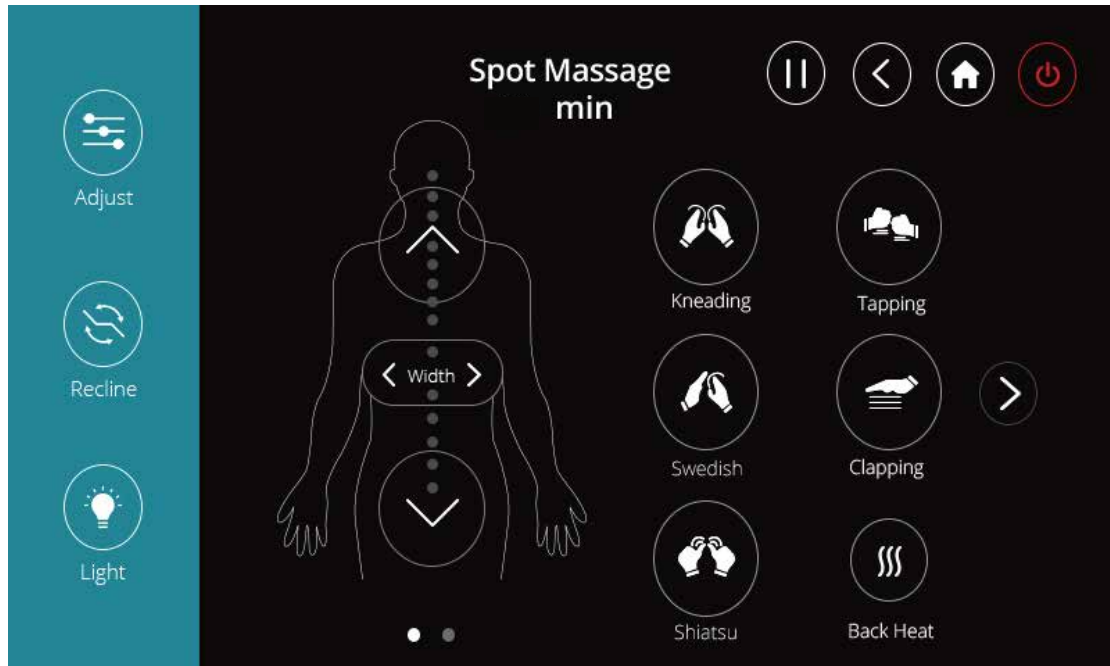 Spot Massage
min
Adjust
Recline
Light
Width
Kneading
Tapping
Swedish
Clapping
Shiatsu
Back Heat